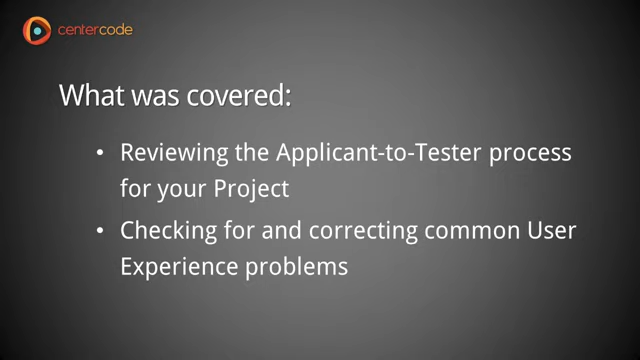 centercode
What was covered:
• Reviewing the Applicant-to-Tester process
for your Project
• Checking for and correcting common User
Experience problems